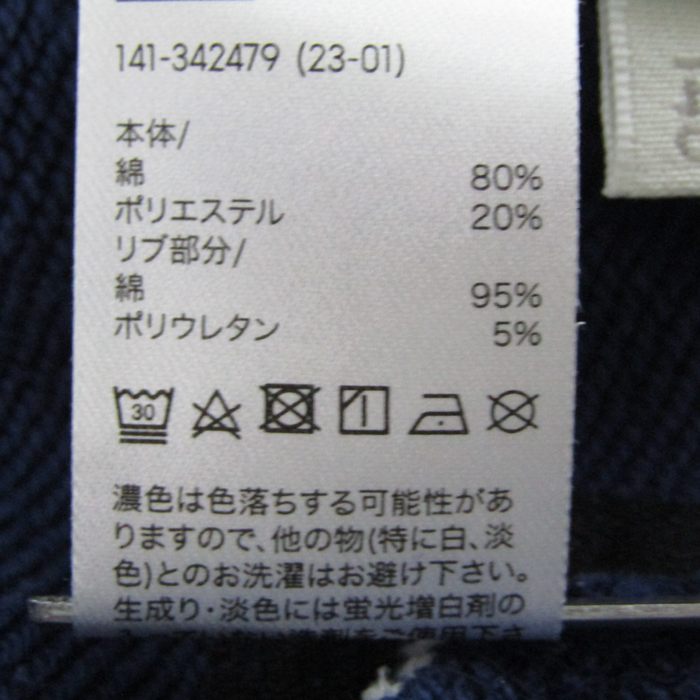 141-342479 (23-01)
本体/
綿 80%
ポリエステル 20%
リブ部分/
綿 95%
ポリウレタン 5%
30
濃色は色落ちする可能性があ
りますので、他の物(特に白、淡
色)とのお洗濯はお避け下さい。
生成り・淡色には蛍光増白剤の